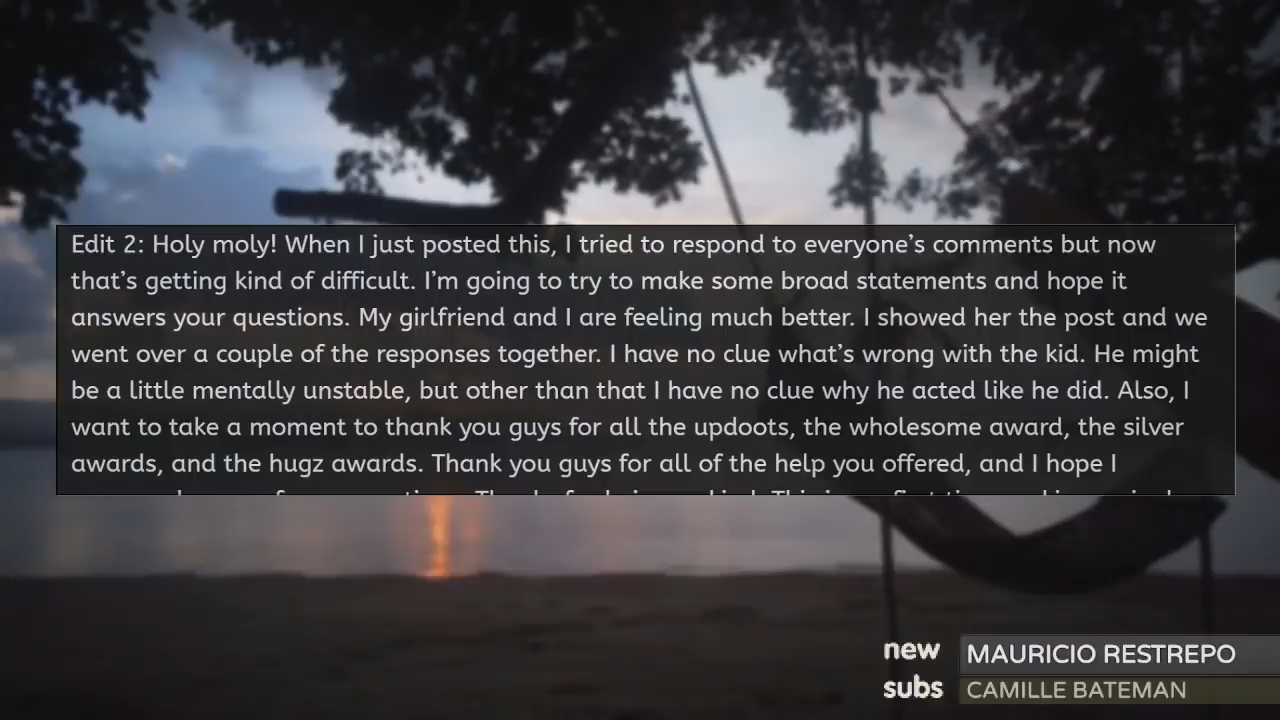 Edit 2: Holy moly! When I just posted this, I tried to respond to everyone’s comments but now
that’s getting kind of difficult. I’m going to try to make some broad statements and hope it
answers your questions. My girlfriend and I are feeling much better. I showed her the post and we
went over a couple of the responses together. I have no clue what’s wrong with the kid. He might
be a little mentally unstable, but other than that I have no clue why he acted like he did. Also, I
want to take a moment to thank you guys for all the updoots, the wholesome award, the silver
awards, and the hugz awards. Thank you guys for all of the help you offered, and I hope I
new
MAURICIO RESTREPO
subs
CAMILLE BATEMAN